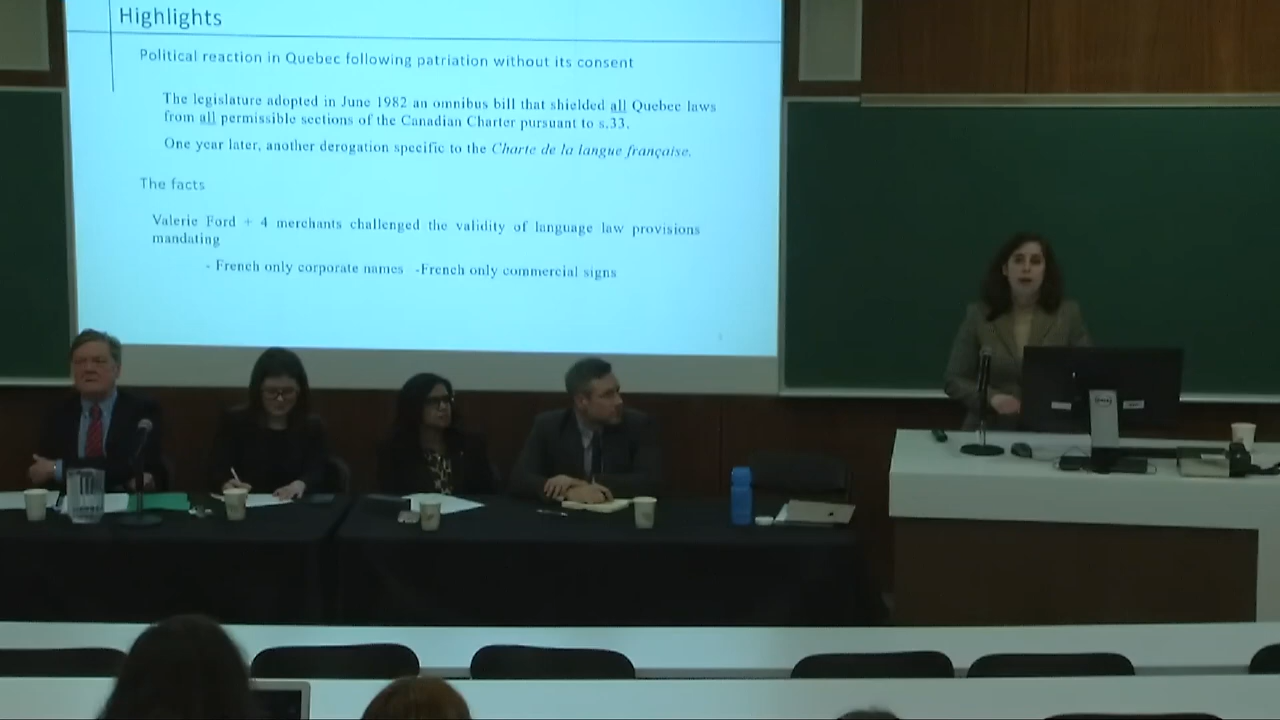 Highlights
Political reaction in Quebec following patriation without its consent
The legislature adopted in June 1982 an omnibus bill that shielded all Quebec laws
from all permissible sections of the Canadian Charter pursuant to s.33.
One year later, another derogation specific to the Charte de la langue française.
The facts
Valerie Ford + 4 merchants challenged the validity of language law provisions
mandating
- French only corporate names -French only commercial signs